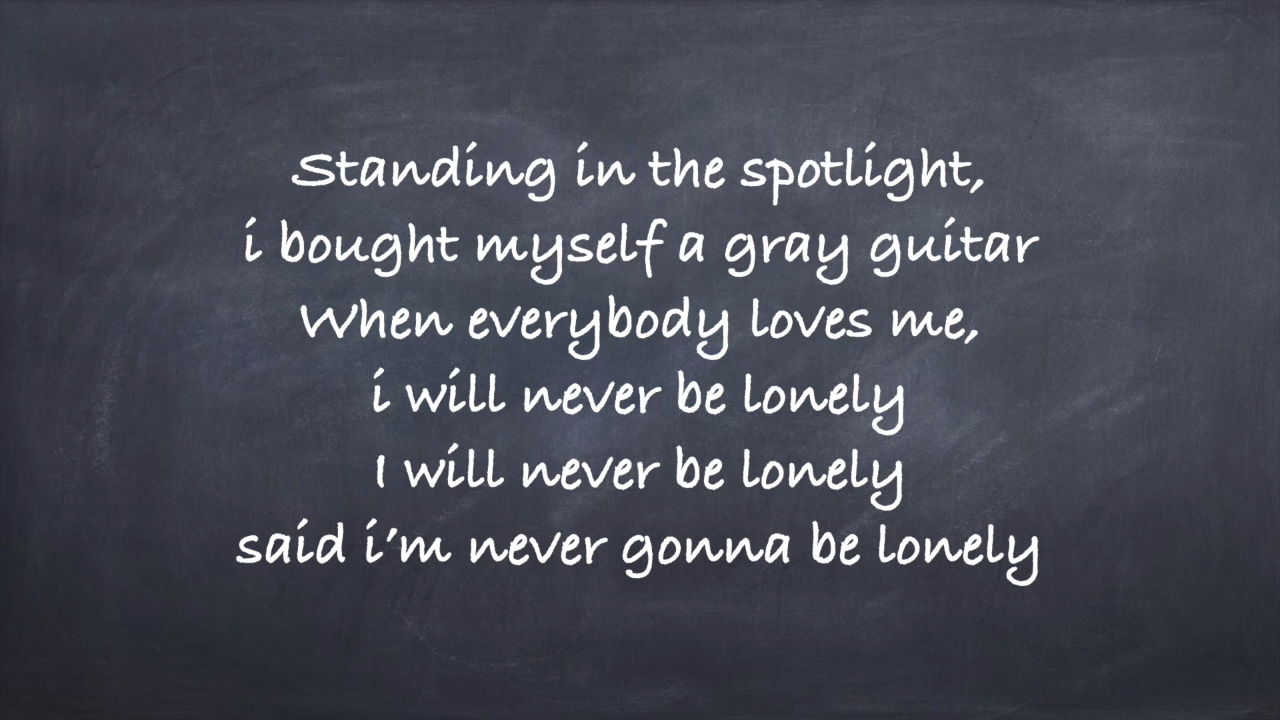 Standing in the spotlight,
i bought myself a gray guitar
When everybody loves me,
i will never be lonely
I will never be lonely
said i'm never gonna be lonely